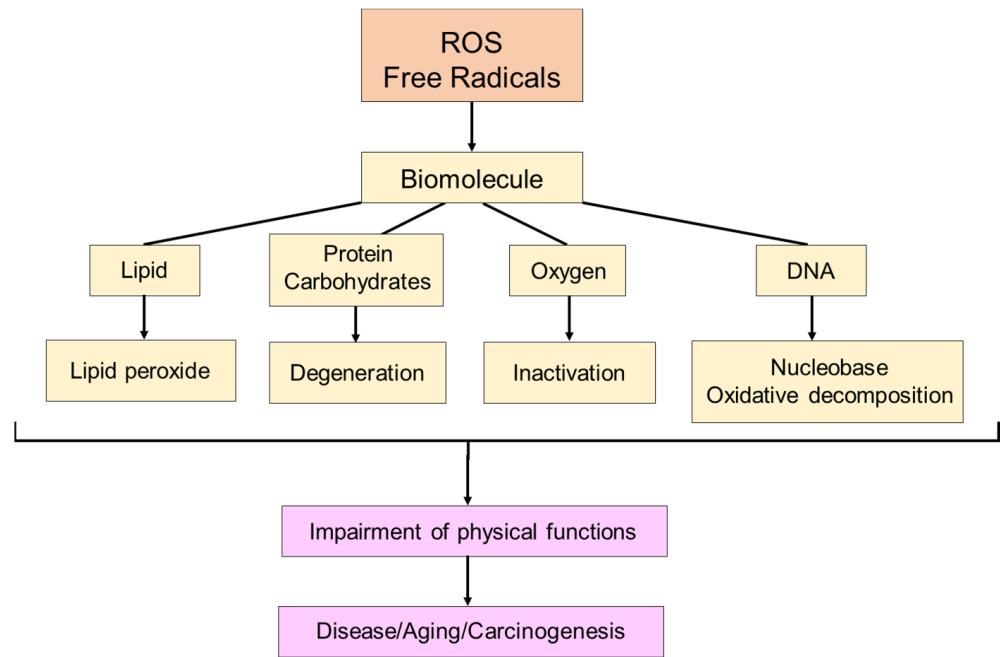 ROS
Free Radicals
Biomolecule
Lipid
Protein
Carbohydrates
Oxygen
DNA
Lipid peroxide
Degeneration
Inactivation
Nucleobase
Oxidative decomposition
Impairment of physical functions
Disease/Aging/Carcinogenesis